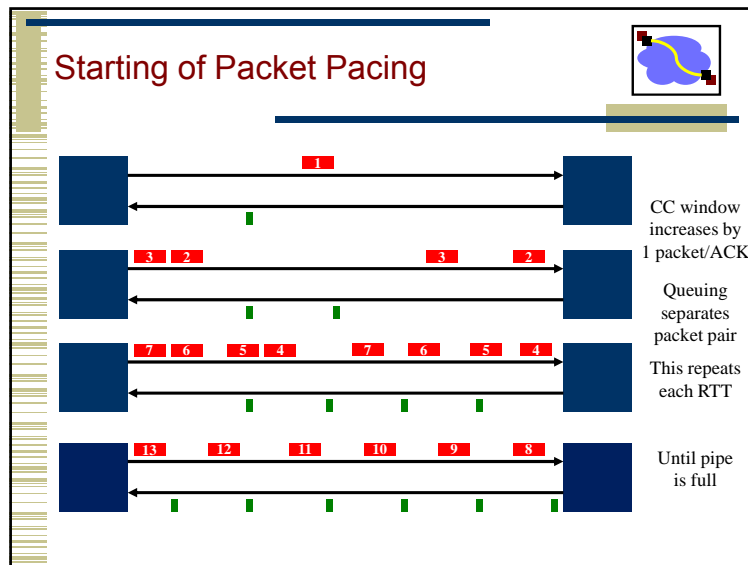 Starting of Packet Pacing
1
CC window
increases by
1 packet/ACK
3 2 3 2
Queuing
separates
packet pair
7 6 5 4 7 6 5 4
This repeats
each RTT
13 12 11 10 9 8
Until pipe
is full